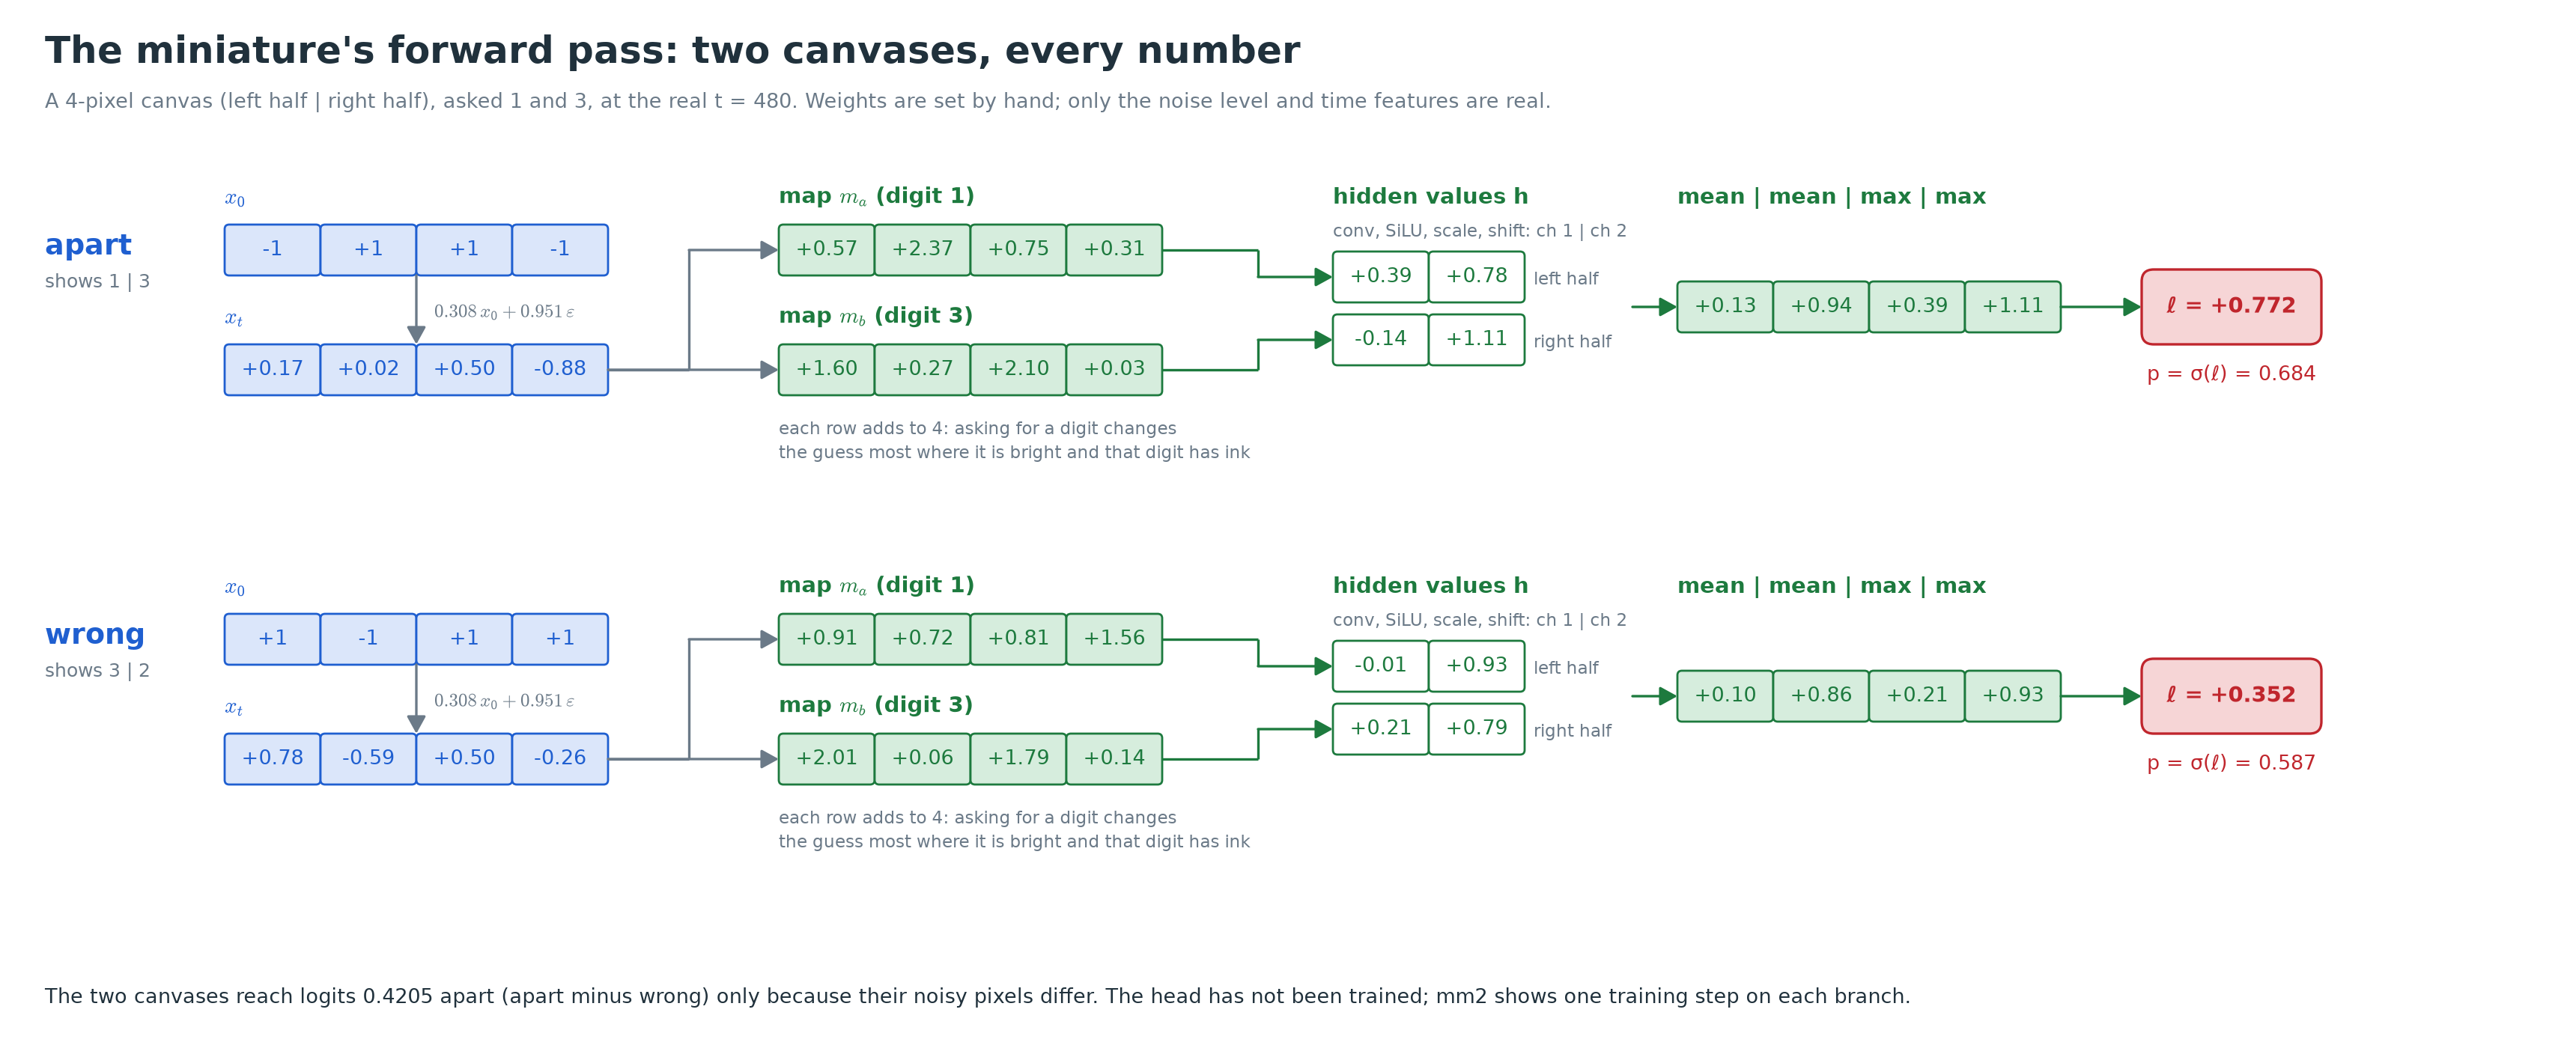 The miniature's forward pass: two canvases, every number
A 4-pixel canvas (left half | right half), asked 1 and 3, at the real t = 480. Weights are set by hand; only the noise level and time features are real.
apart
shows 1 | 3
x₀
-1 +1 +1 -1
0.308 x₀ + 0.951 ε
xₜ
+0.17 +0.02 +0.50 -0.88
map mₐ (digit 1)
+0.57 +2.37 +0.75 +0.31
map m_b (digit 3)
+1.60 +0.27 +2.10 +0.03
each row adds to 4: asking for a digit changes
the guess most where it is bright and that digit has ink
hidden values h
conv, SiLU, scale, shift: ch 1 | ch 2
+0.39 +0.78 left half
-0.14 +1.11 right half
mean | mean | max | max
+0.13 +0.94 +0.39 +1.11
ℓ = +0.772
p = σ(ℓ) = 0.684
wrong
shows 3 | 2
x₀
+1 -1 +1 +1
0.308 x₀ + 0.951 ε
xₜ
+0.78 -0.59 +0.50 -0.26
map mₐ (digit 1)
+0.91 +0.72 +0.81 +1.56
map m_b (digit 3)
+2.01 +0.06 +1.79 +0.14
each row adds to 4: asking for a digit changes
the guess most where it is bright and that digit has ink
hidden values h
conv, SiLU, scale, shift: ch 1 | ch 2
-0.01 +0.93 left half
+0.21 +0.79 right half
mean | mean | max | max
+0.10 +0.86 +0.21 +0.93
ℓ = +0.352
p = σ(ℓ) = 0.587
The two canvases reach logits 0.4205 apart (apart minus wrong) only because their noisy pixels differ. The head has not been trained; mm2 shows one training step on each branch.